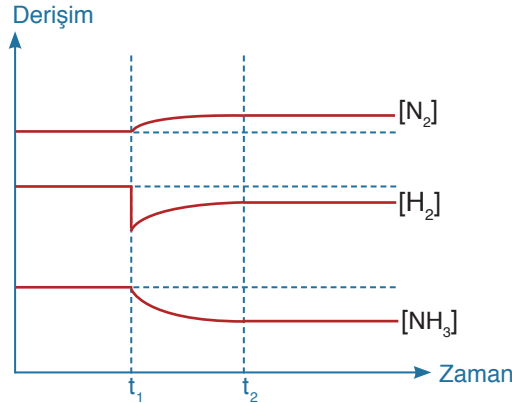 Derişim
[N₂]
[H₂]
[NH₃]
t₁
t₂
Zaman